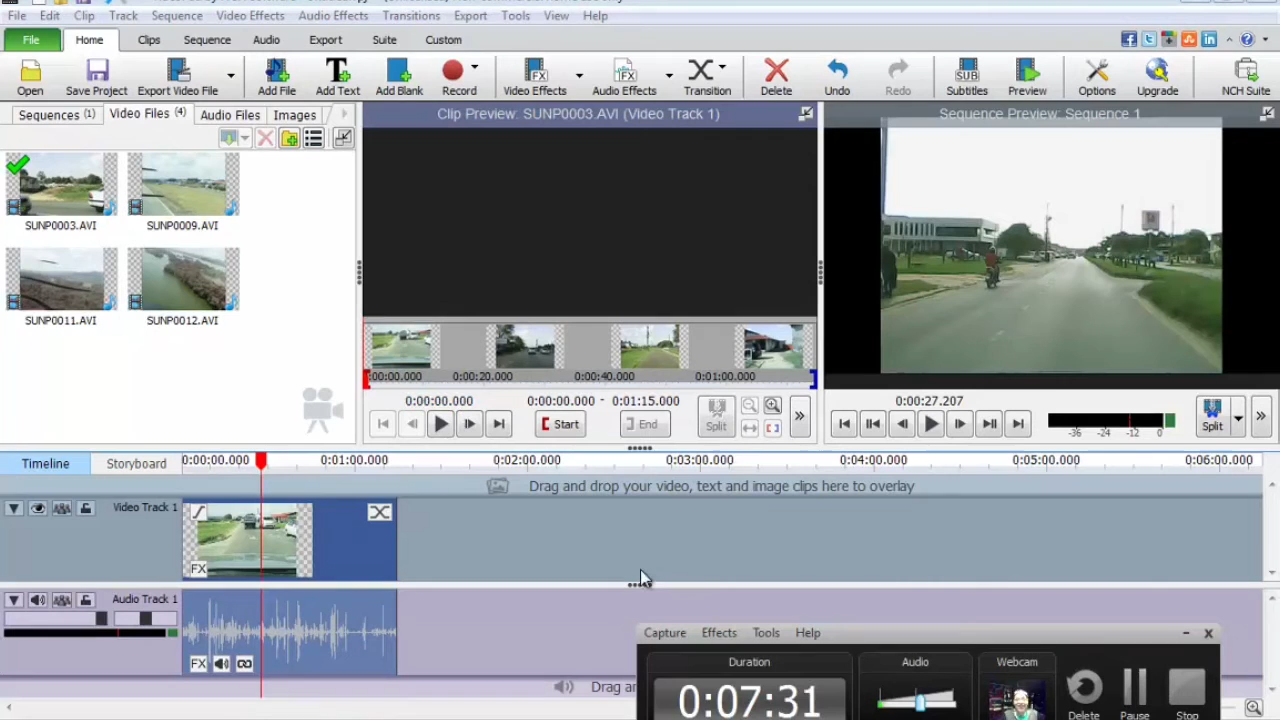 File Edit Clip Track Sequence Video Effects Audio Effects Transitions Export Tools View Help
File Home Clips Sequence Audio Export Suite Custom
Open Save Project Export Video File Add File Add Text Add Blank Record Video Effects Audio Effects Transition Delete Undo Redo Subtitles Preview Options Upgrade NCH Suite
Sequences (1) Video Files (4) Audio Files Images
Clip Preview: SUNP0003.AVI (Video Track 1)
Sequence Preview: Sequence 1
SUNP0003.AVI SUNP0009.AVI
SUNP0011.AVI SUNP0012.AVI
:00:00.000 0:00:20.000 0:00:40.000 0:01:00.000
0:00:00.000 0:00:00.000 - 0:01:15.000
Start End Split
0:00:27.207
-36 -24 -12 0
Split
Timeline Storyboard
0:00:00.000 0:01:00.000 0:02:00.000 0:03:00.000 0:04:00.000 0:05:00.000 0:06:00.000
Drag and drop your video, text and image clips here to overlay
Video Track 1
FX
Audio Track 1
FX
Drag an
Capture Effects Tools Help
Duration Audio Webcam
0:07:31
Delete Pause Stop